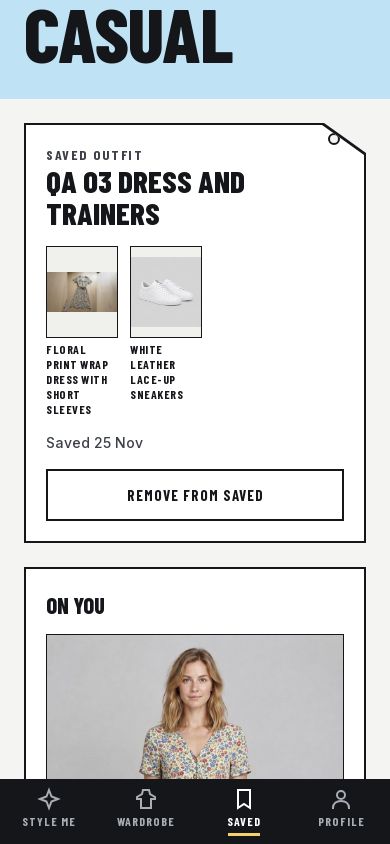 CASUAL
SAVED OUTFIT
QA 03 DRESS AND
TRAINERS
FLORAL
PRINT WRAP
DRESS WITH
SHORT
SLEEVES
WHITE
LEATHER
LACE-UP
SNEAKERS
Saved 25 Nov
REMOVE FROM SAVED
ON YOU
STYLE ME
WARDROBE
SAVED
PROFILE